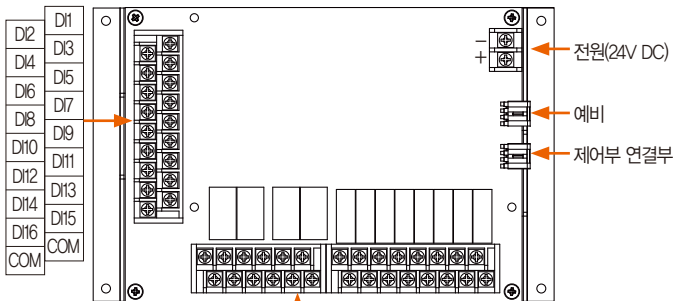 DI1
DI2
DI3
DI4
DI5
DI6
DI7
DI8
DI9
DI10
DI11
DI12
DI13
DI14
DI15
DI16
COM
COM
−
+
전원(24V DC)
예비
제어부 연결부